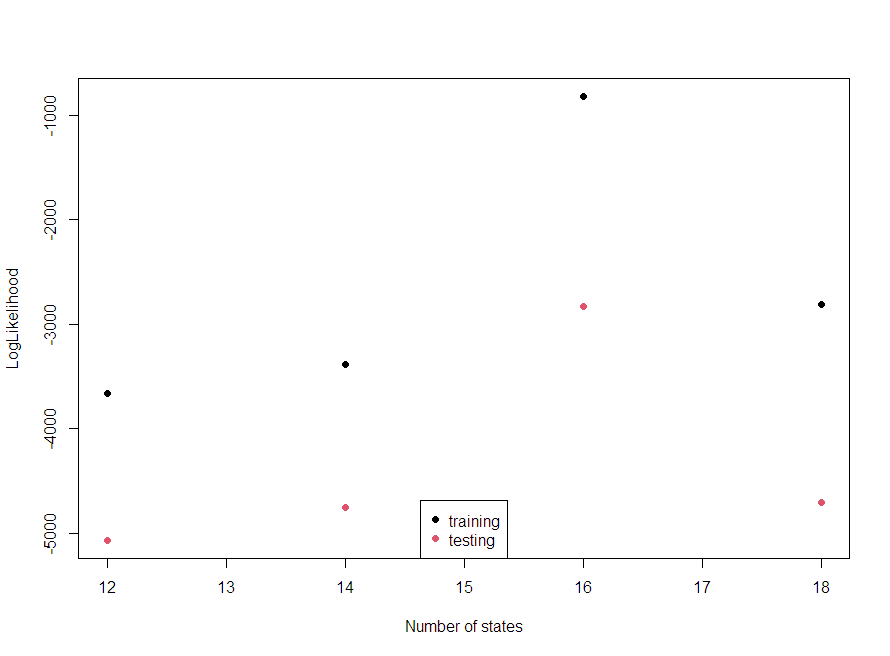 LogLikelihood
-1000
-2000
-3000
-4000
-5000
training
testing
12 13 14 15 16 17 18
Number of states